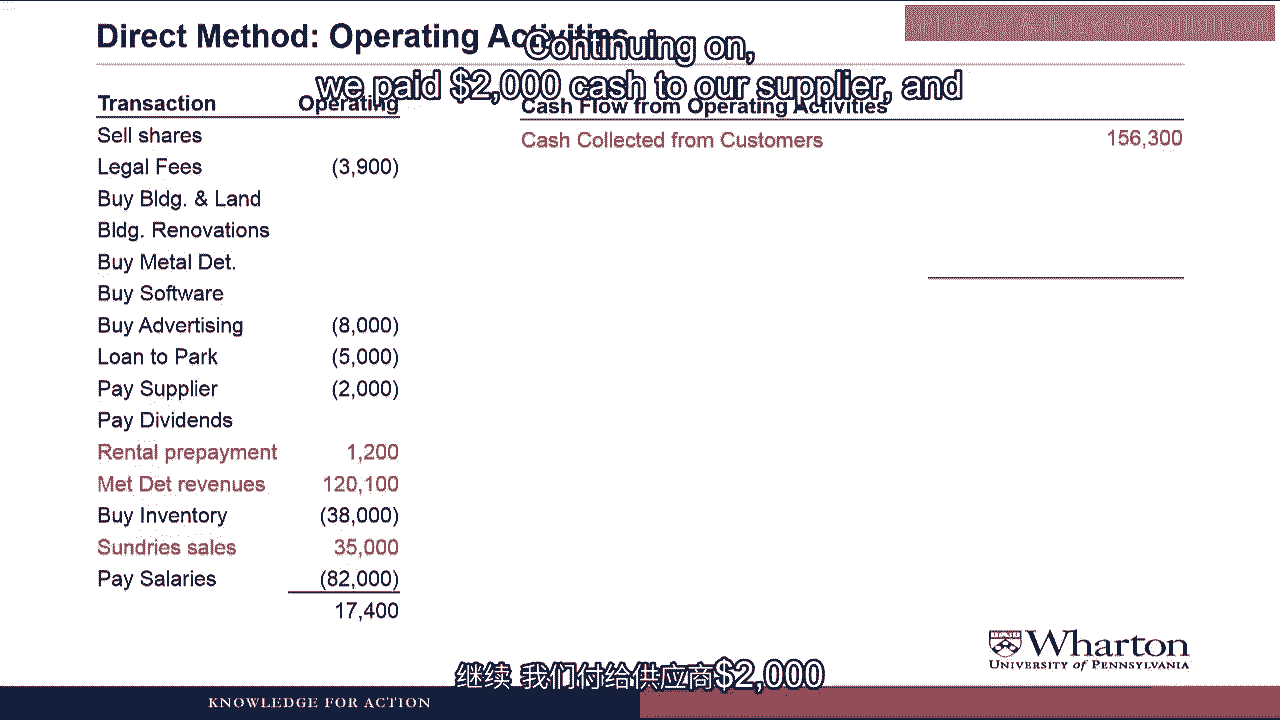 Direct Method: Operating Activities
Continuing on,
we paid $2,000 cash to our supplier, and
Transaction Operating
Sell shares
Legal Fees (3,900)
Buy Bldg. & Land
Bldg. Renovations
Buy Metal Det.
Buy Software
Buy Advertising (8,000)
Loan to Park (5,000)
Pay Supplier (2,000)
Pay Dividends
Rental prepayment 1,200
Met Det revenues 120,100
Buy Inventory (38,000)
Sundries sales 35,000
Pay Salaries (82,000)
17,400
Cash Flow from Operating Activities
Cash Collected from Customers 156,300
Wharton
UNIVERSITY of PENNSYLVANIA
继续 我们付给供应商$2,000
KNOWLEDGE FOR ACTION